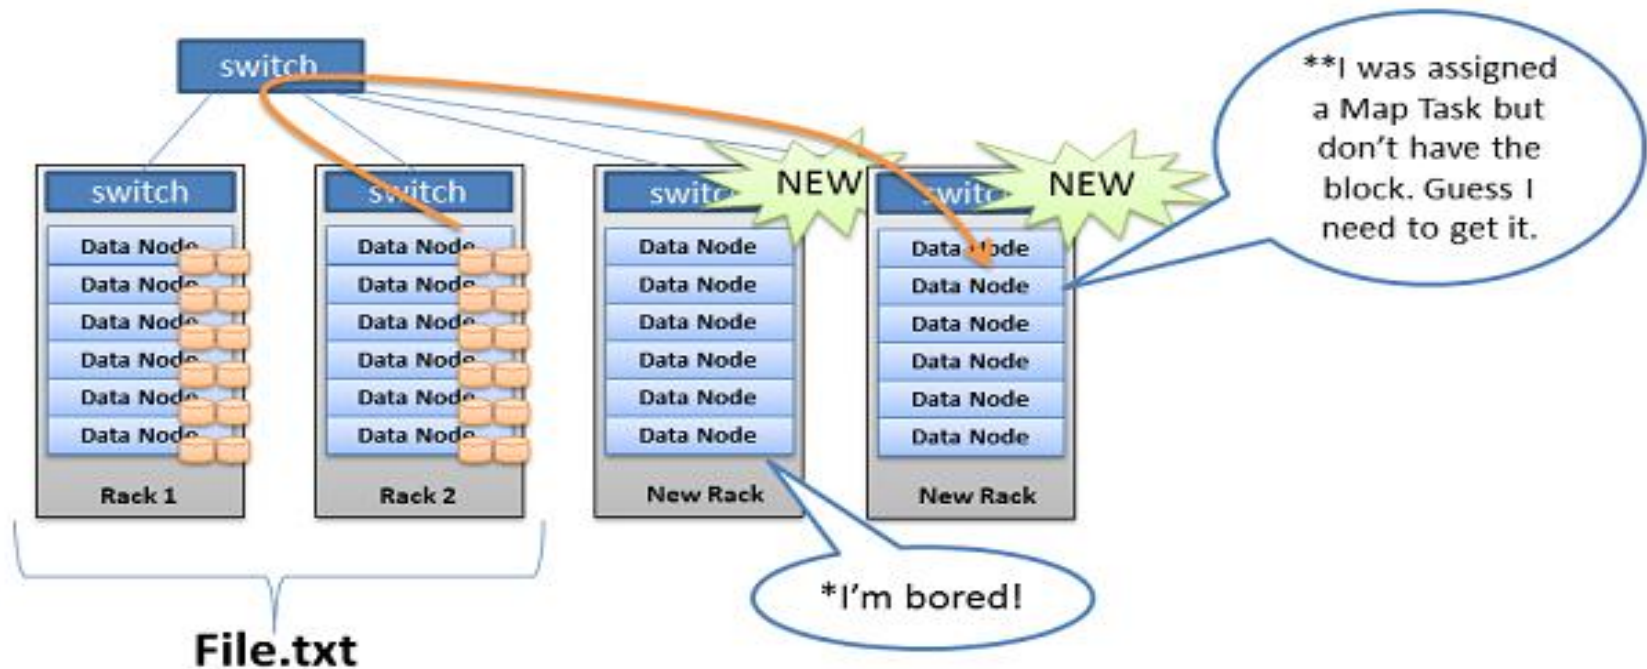 switch
switch
Data Node
Data Node
Data Node
Data Node
Data Node
Data Node
Rack 1
switch
Data Node
Data Node
Data Node
Data Node
Data Node
Data Node
Rack 2
switch
NEW
Data Node
Data Node
Data Node
Data Node
Data Node
Data Node
New Rack
switch
NEW
Data Node
Data Node
Data Node
Data Node
Data Node
Data Node
New Rack
**I was assigned
a Map Task but
don't have the
block. Guess I
need to get it.
*I'm bored!
File.txt